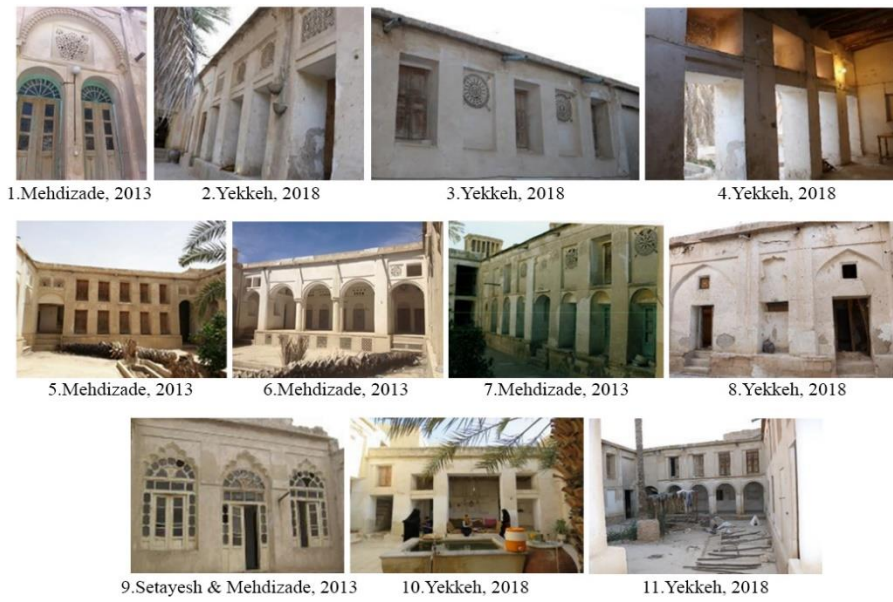 1.Mehdizade, 2013
2.Yekkeh, 2018
3.Yekkeh, 2018
4.Yekkeh, 2018
5.Mehdizade, 2013
6.Mehdizade, 2013
7.Mehdizade, 2013
8.Yekkeh, 2018
9.Setayesh & Mehdizade, 2013
10.Yekkeh, 2018
11.Yekkeh, 2018